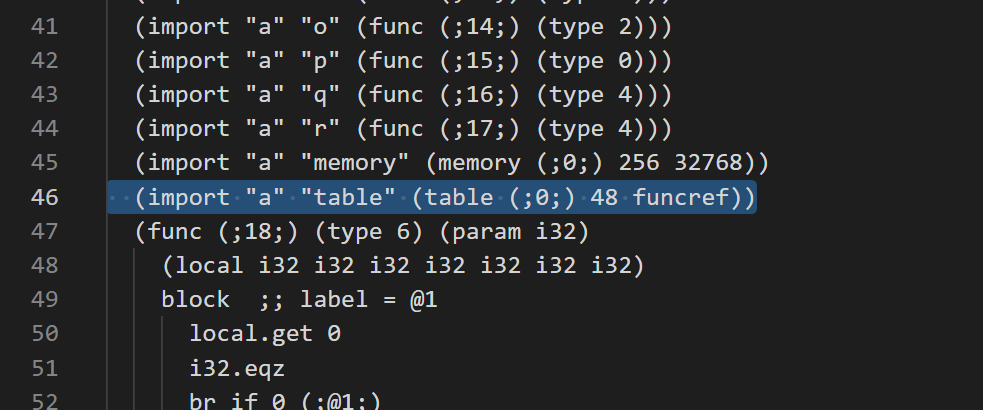 41 (import "a" "o" (func (;14;) (type 2)))
42 (import "a" "p" (func (;15;) (type 0)))
43 (import "a" "q" (func (;16;) (type 4)))
44 (import "a" "r" (func (;17;) (type 4)))
45 (import "a" "memory" (memory (;0;) 256 32768))
46 (import "a" "table" (table (;0;) 48 funcref))
47 (func (;18;) (type 6) (param i32)
48 (local i32 i32 i32 i32 i32 i32 i32)
49 block  ;; label = @1
50 local.get 0
51 i32.eqz
52 br_if 0 (;@1;)